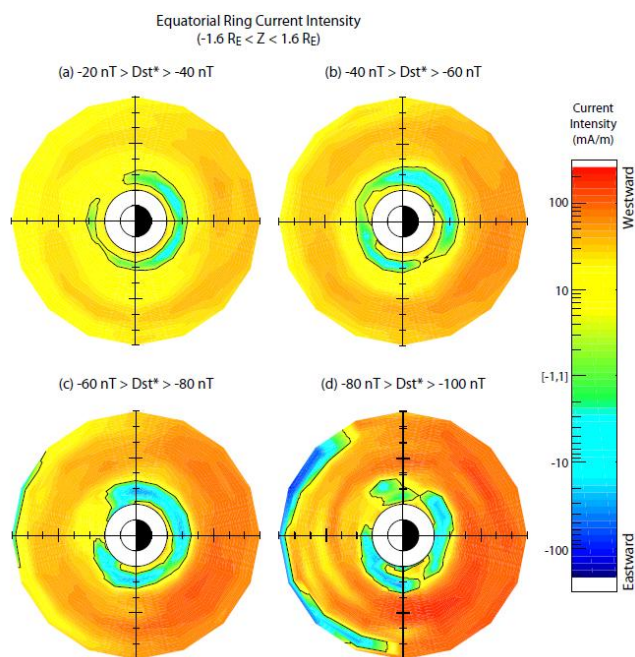 Equatorial Ring Current Intensity
(-1.6 RE < Z < 1.6 RE)
(a) -20 nT > Dst* > -40 nT
(b) -40 nT > Dst* > -60 nT
Current
Intensity
(mA/m)
Westward
100
10
[-1,1]
-10
-100
Eastward
(c) -60 nT > Dst* > -80 nT
(d) -80 nT > Dst* > -100 nT